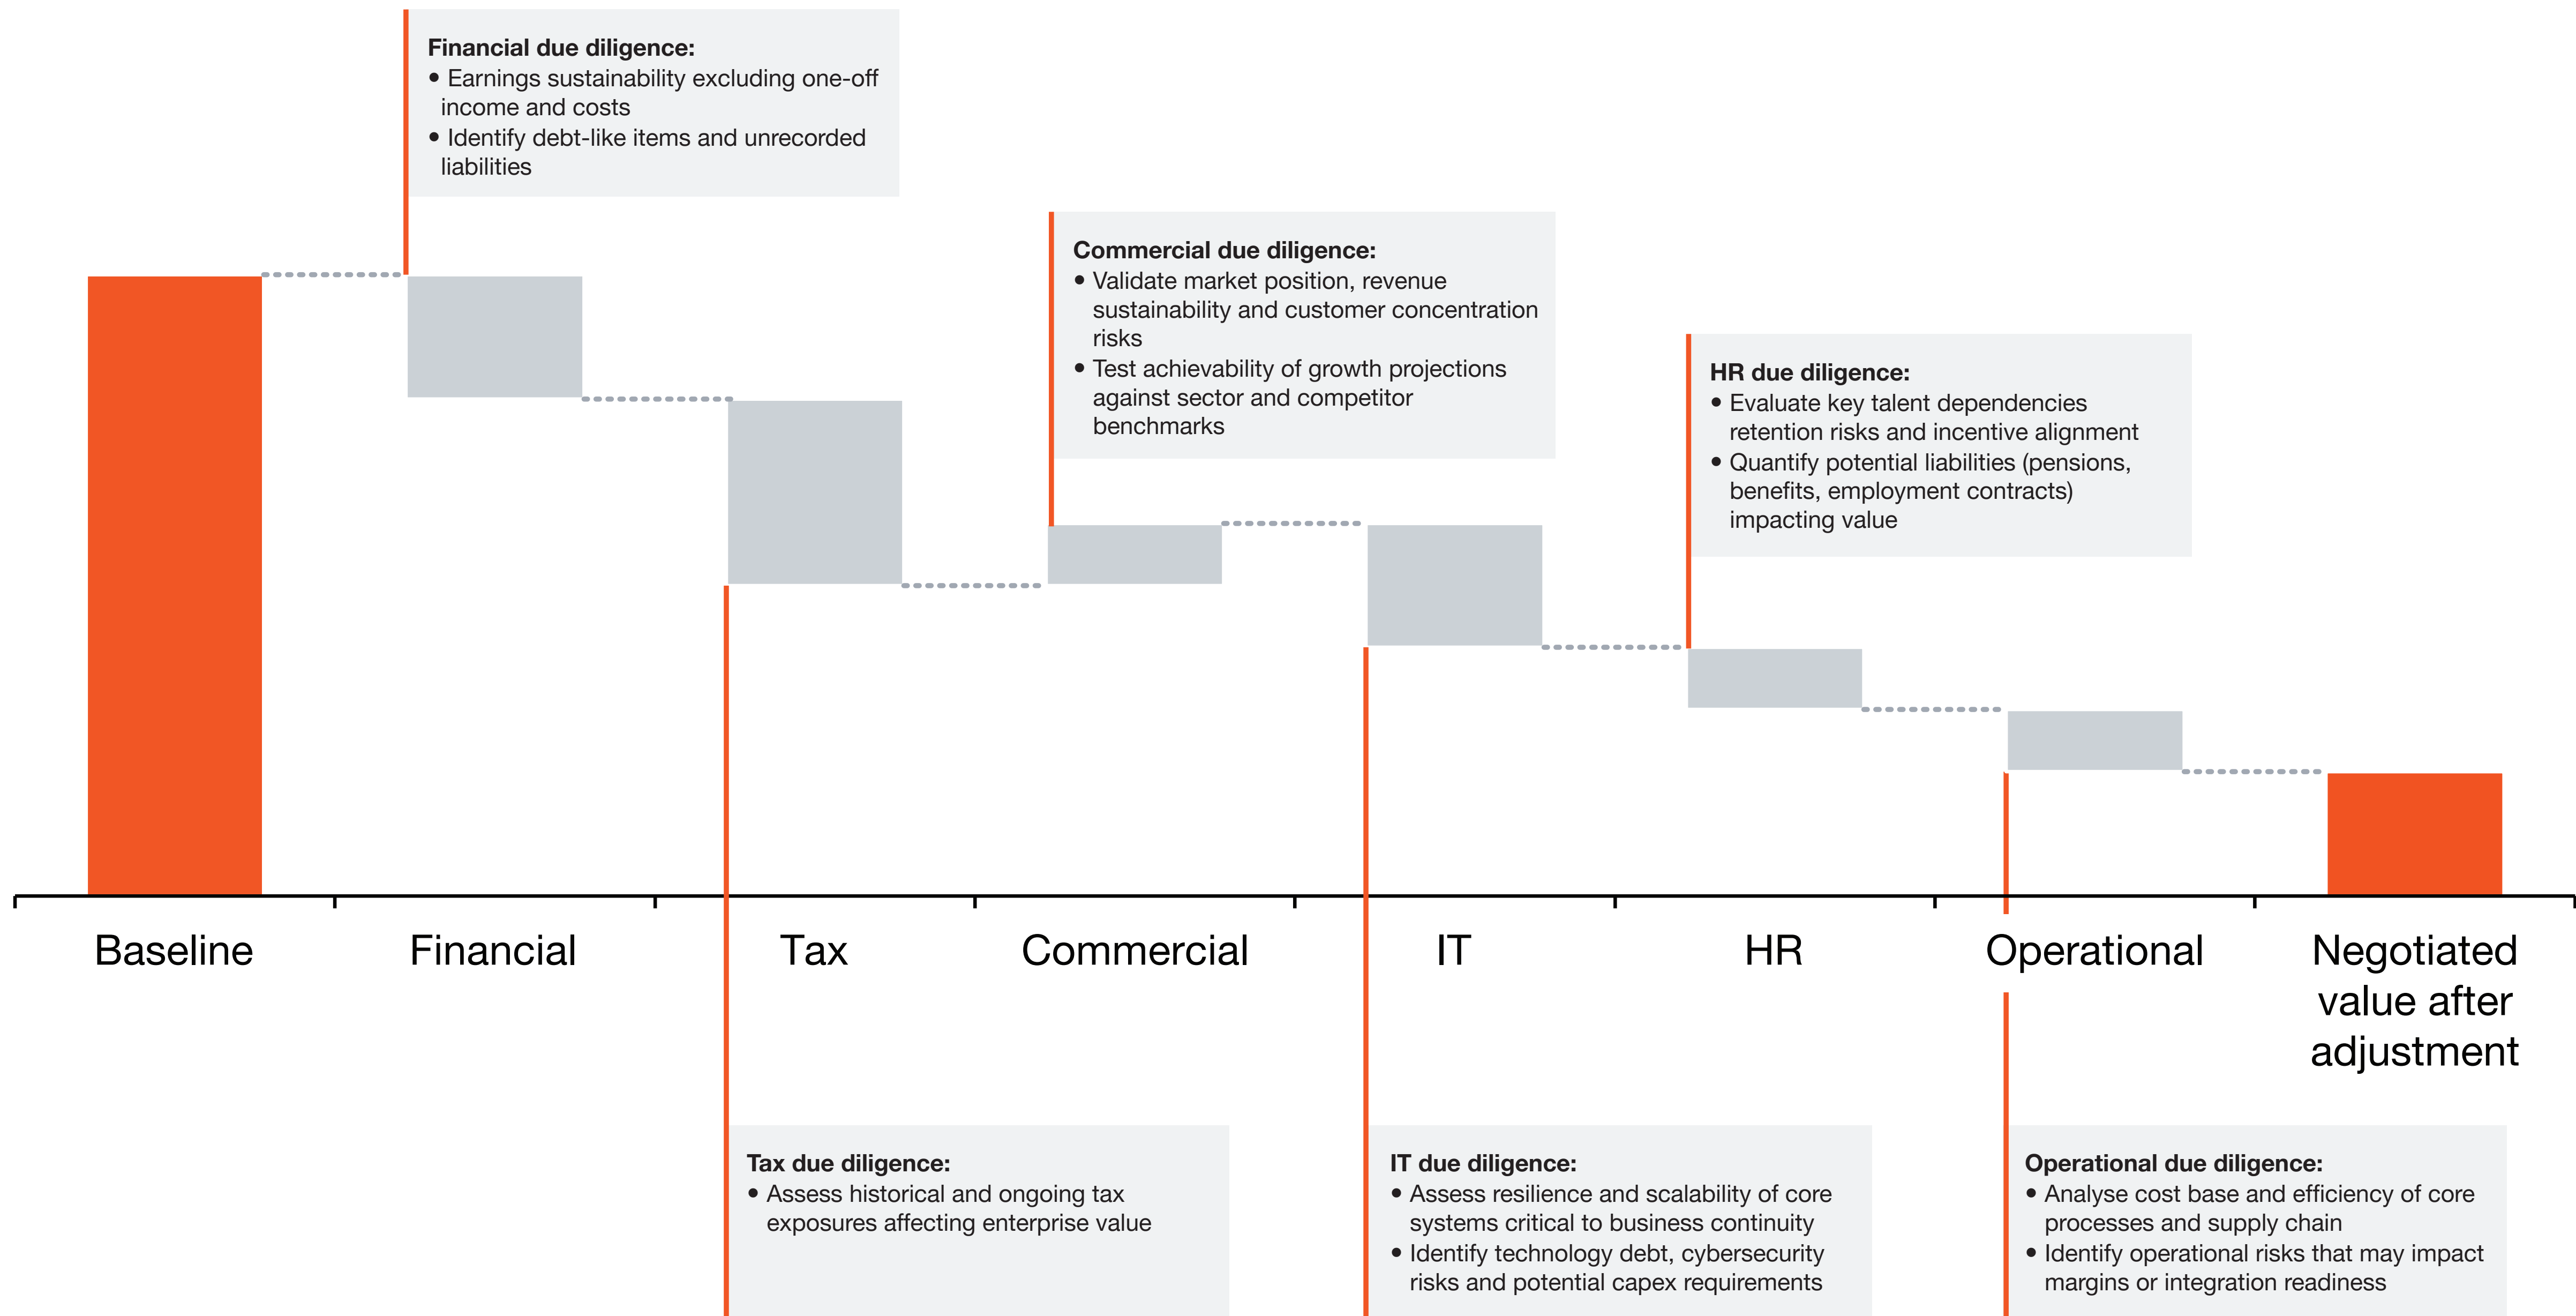 Financial due diligence:
• Earnings sustainability excluding one-off
income and costs
• Identify debt-like items and unrecorded
liabilities
Commercial due diligence:
• Validate market position, revenue
sustainability and customer concentration
risks
• Test achievability of growth projections
against sector and competitor
benchmarks
HR due diligence:
• Evaluate key talent dependencies
retention risks and incentive alignment
• Quantify potential liabilities (pensions,
benefits, employment contracts)
impacting value
Baseline
Financial
Tax
Commercial
IT
HR
Operational
Negotiated
value after
adjustment
Tax due diligence:
• Assess historical and ongoing tax
exposures affecting enterprise value
IT due diligence:
• Assess resilience and scalability of core
systems critical to business continuity
• Identify technology debt, cybersecurity
risks and potential capex requirements
Operational due diligence:
• Analyse cost base and efficiency of core
processes and supply chain
• Identify operational risks that may impact
margins or integration readiness